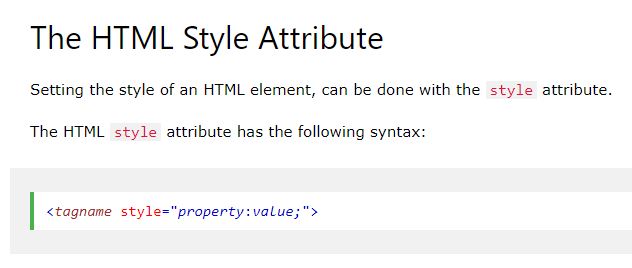 The HTML Style Attribute
Setting the style of an HTML element, can be done with the style attribute.
The HTML style attribute has the following syntax:
<tagname style="property:value;">